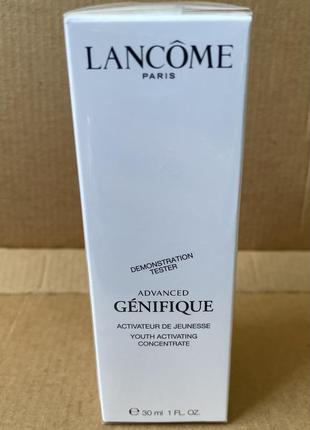 LANCÔME
PARIS
DEMONSTRATION
TESTER
ADVANCED
GÉNIFIQUE
ACTIVATEUR DE JEUNESSE
YOUTH ACTIVATING
CONCENTRATE
℮ 30 ml 1 FL. OZ.